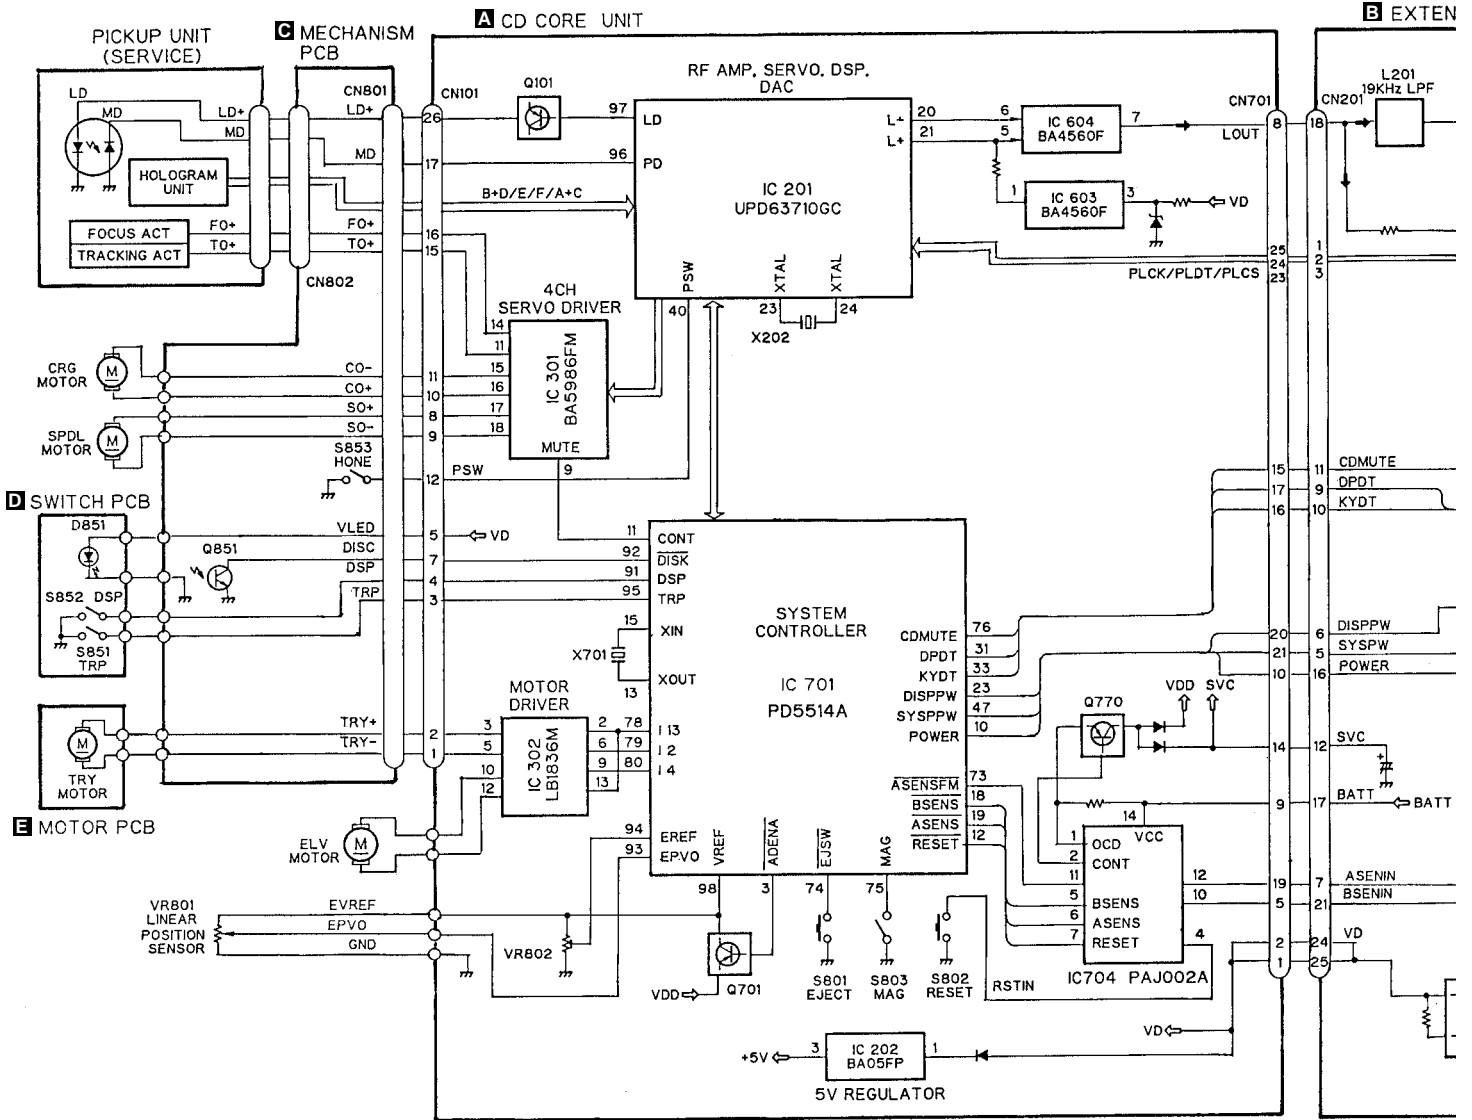 A CD CORE UNIT
B EXTEN
PICKUP UNIT
(SERVICE)
C MECHANISM
PCB
LD
MD
LD+
MD
HOLOGRAM
UNIT
FOCUS ACT
TRACKING ACT
FO+
TO+
CN801
CN802
LD+
MD
FO+
TO+
CN101
26
17
16
15
Q101
97
96
B+D/E/F/A+C
RF AMP, SERVO, DSP,
DAC
LD
PD
IC 201
UPD63710GC
L-
L+
PSW
XTAL
XTAL
40
23
24
X202
20
21
6
5
IC 604
BA4560F
7
1
IC 603
BA4560F
3
VD
LOUT
CN701
8
25
24
23
PLCK/PLDT/PLCS
CN201
18
1
2
3
L201
19KHz LPF
4CH
SERVO DRIVER
14
11
15
16
17
18
IC 301
BA5986FM
MUTE
9
CRG
MOTOR
M
SPDL
MOTOR
M
CO-
CO+
SO+
SO-
11
10
8
9
S853
HONE
12
PSW
D SWITCH PCB
D851
Q851
S852 DSP
S851
TRP
VLED
DISC
DSP
TRP
5
7
4
3
VD
11
92
91
95
15
13
X701
CONT
DISK
DSP
TRP
XIN
XOUT
SYSTEM
CONTROLLER
IC 701
PD5514A
CDMUTE
DPDT
KYDT
DISPPW
SYSPPW
POWER
76
31
33
23
47
10
ASENSFM
BSENS
ASENS
RESET
73
18
19
12
15
17
16
11
9
10
CDMUTE
DPDT
KYDT
20
21
10
6
5
16
DISPPW
SYSPW
POWER
VDD
SVC
Q770
14
12
SVC
9
17
BATT
BATT
MOTOR
DRIVER
3
5
10
12
IC 302
LB1836M
2
6
9
13
78
79
80
I 13
I 2
I 4
TRY+
TRY-
2
1
M
TRY
MOTOR
E MOTOR PCB
ELV
MOTOR
M
94
93
EREF
EPVO
VREF
ADENA
EJSW
MAG
98
3
74
75
VR801
LINEAR
POSITION
SENSOR
EVREF
EPVO
GND
VR802
VDD
Q701
S801
EJECT
S803
MAG
S802
RESET
RSTIN
14
VCC
1
2
11
5
6
7
OCD
CONT
BSENS
ASENS
RESET
12
10
4
IC704 PAJ002A
19
5
2
1
7
21
24
25
ASENIN
BSENIN
VD
VD
+5V
3
IC 202
BA05FP
1
5V REGULATOR